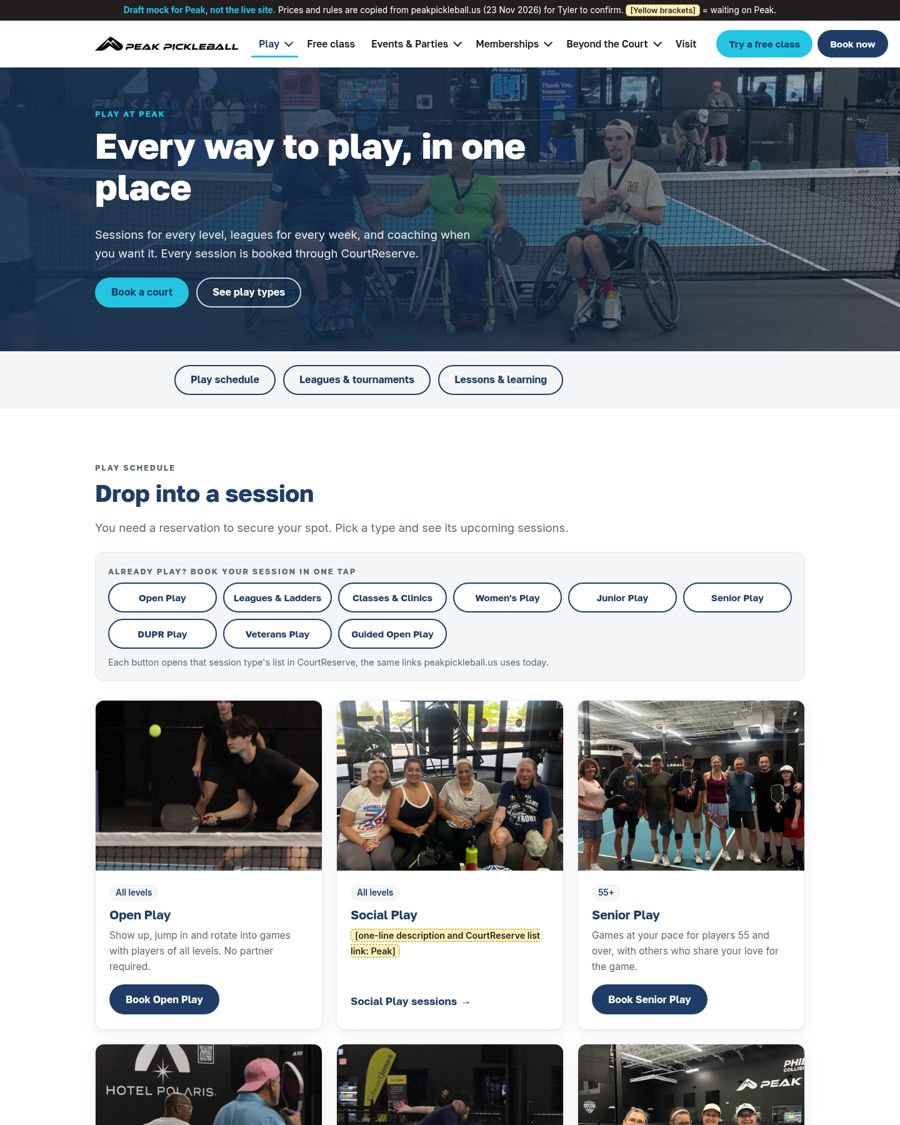 Draft mock for Peak, not the live site. Prices and rules are copied from peakpickleball.us (23 Nov 2026) for Tyler to confirm. [Yellow brackets] = waiting on Peak.
PEAK PICKLEBALL
Play
Free class
Events & Parties
Memberships
Beyond the Court
Visit
Try a free class
Book now
Thank You,
Veterans
PLAY AT PEAK
Every way to play, in one
place
Sessions for every level, leagues for every week, and coaching when
you want it. Every session is booked through CourtReserve.
Book a court
See play types
Play schedule
Leagues & tournaments
Lessons & learning
PLAY SCHEDULE
Drop into a session
You need a reservation to secure your spot. Pick a type and see its upcoming sessions.
ALREADY PLAY? BOOK YOUR SESSION IN ONE TAP
Open Play
Leagues & Ladders
Classes & Clinics
Women's Play
Junior Play
Senior Play
DUPR Play
Veterans Play
Guided Open Play
Each button opens that session type's list in CourtReserve, the same links peakpickleball.us uses today.
All levels
Open Play
Show up, jump in and rotate into games
with players of all levels. No partner
required.
Book Open Play
All levels
Social Play
[one-line description and CourtReserve list
link: Peak]
Social Play sessions →
55+
Senior Play
Games at your pace for players 55 and
over, with others who share your love for
the game.
Book Senior Play
HOTEL POLARIS
PEAK